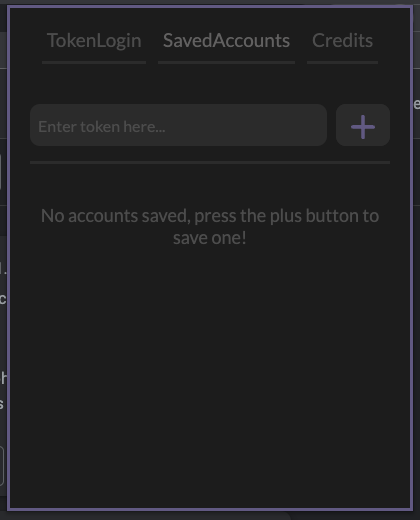 TokenLogin SavedAccounts Credits
Enter token here...
No accounts saved, press the plus button to
save one!